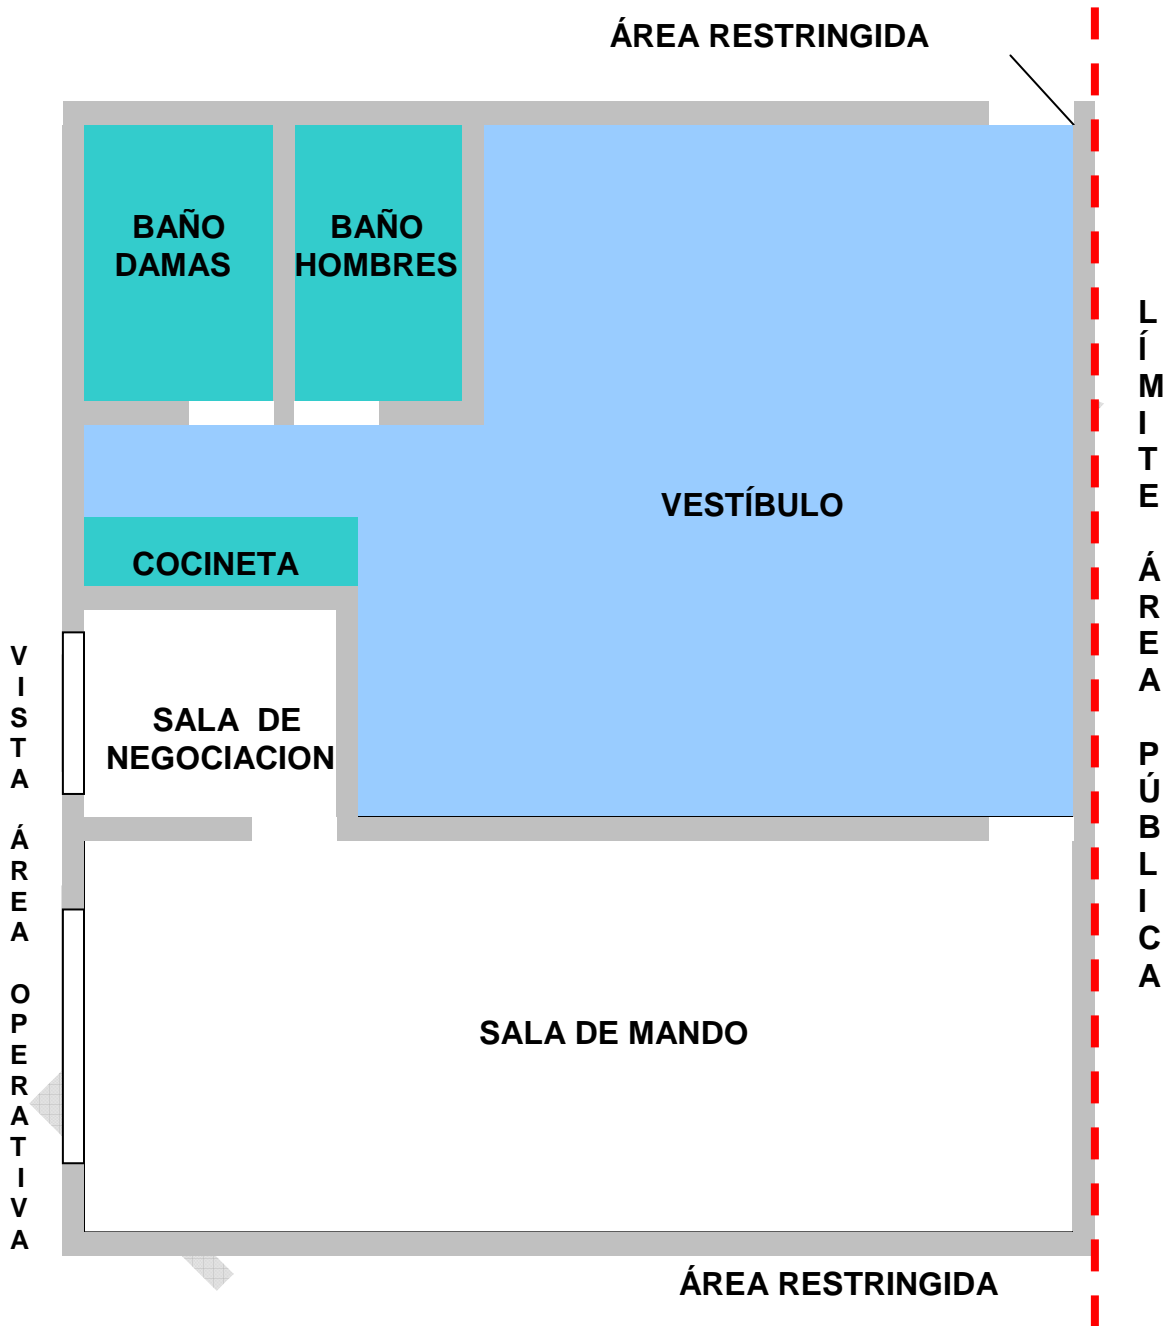 ÁREA RESTRINGIDA
BAÑO
DAMAS
BAÑO
HOMBRES
VESTÍBULO
COCINETA
SALA DE
NEGOCIACION
SALA DE MANDO
ÁREA RESTRINGIDA
VISTA ÁREA OPERATIVA
LÍMITE ÁREA PÚBLICA